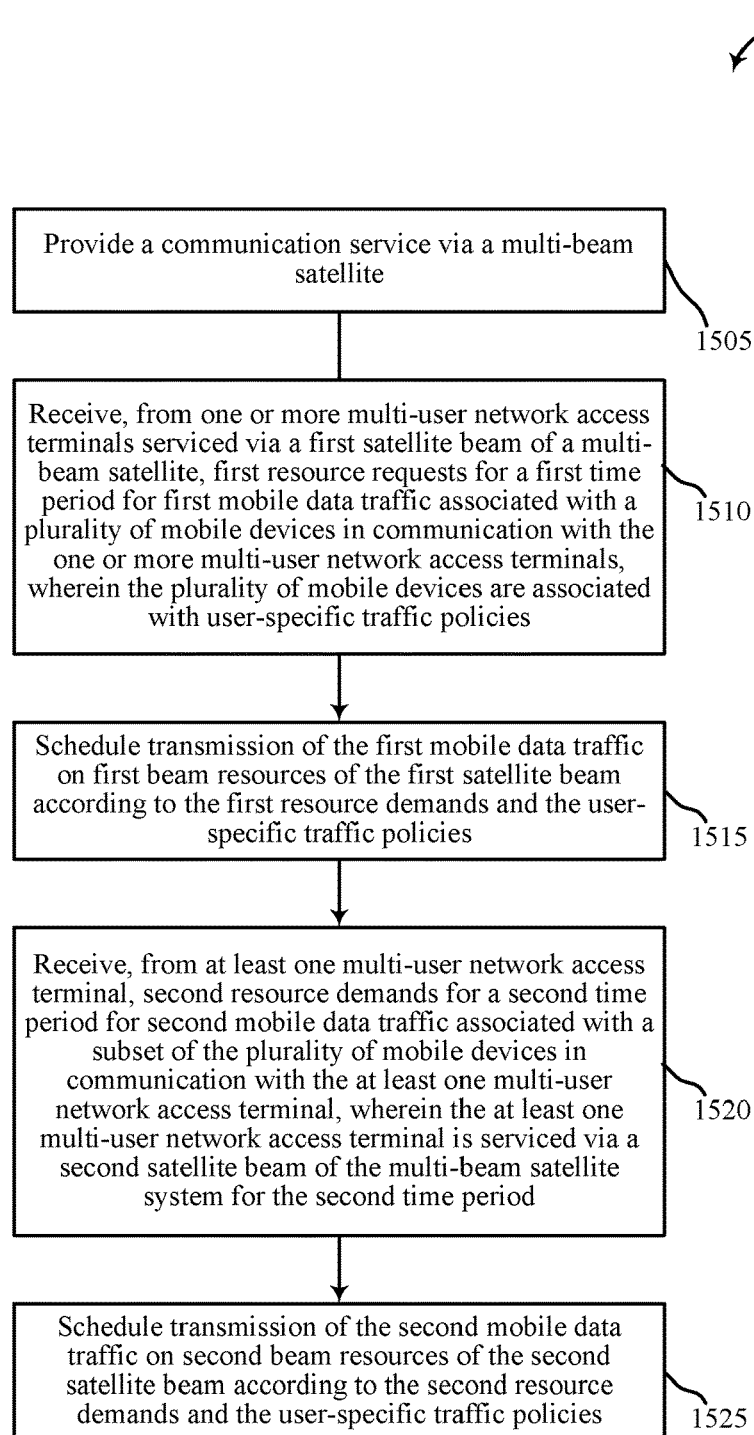 Provide a communication service via a multi-beam
satellite
1505
Receive, from one or more multi-user network access
terminals serviced via a first satellite beam of a multi-
beam satellite, first resource requests for a first time
period for first mobile data traffic associated with a
plurality of mobile devices in communication with the
one or more multi-user network access terminals,
wherein the plurality of mobile devices are associated
with user-specific traffic policies
1510
Schedule transmission of the first mobile data traffic
on first beam resources of the first satellite beam
according to the first resource demands and the user-
specific traffic policies
1515
Receive, from at least one multi-user network access
terminal, second resource demands for a second time
period for second mobile data traffic associated with a
subset of the plurality of mobile devices in
communication with the at least one multi-user
network access terminal, wherein the at least one
multi-user network access terminal is serviced via a
second satellite beam of the multi-beam satellite
system for the second time period
1520
Schedule transmission of the second mobile data
traffic on second beam resources of the second
satellite beam according to the second resource
demands and the user-specific traffic policies
1525